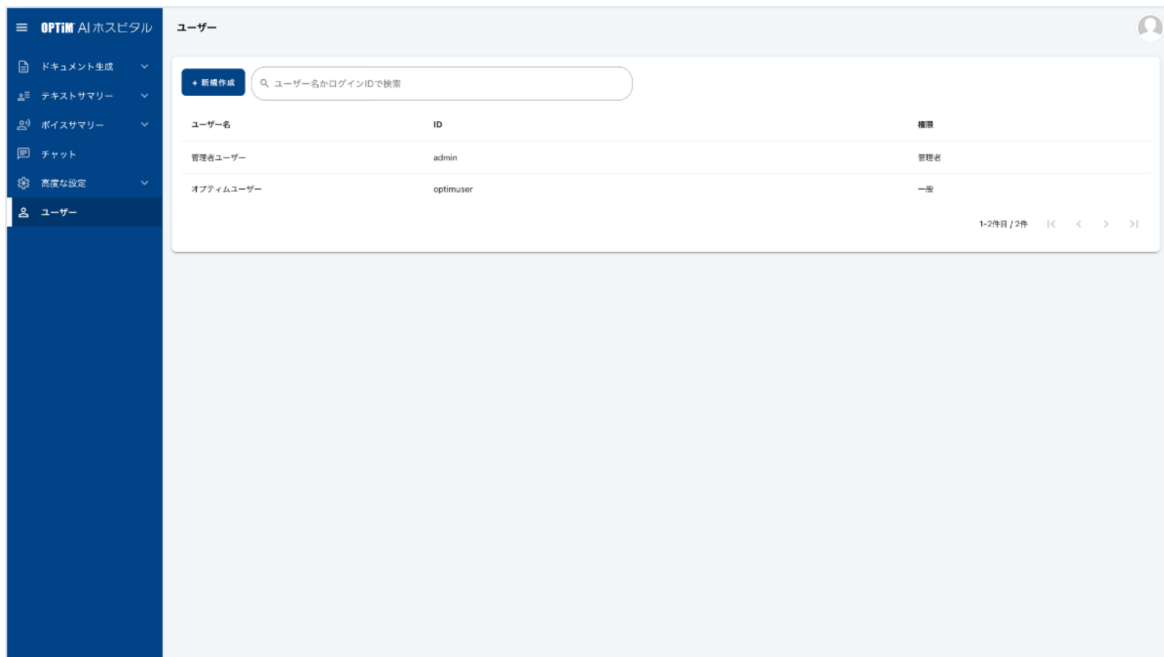 OPTiM AI ホスピタル
ユーザー
ドキュメント生成
テキストサマリー
ボイスサマリー
チャット
高度な設定
ユーザー
+ 新規作成
ユーザー名かログインIDで検索
ユーザー名 ID 権限
管理者ユーザー admin 管理者
オプティムユーザー optimuser 一般
1-2件目 / 2件